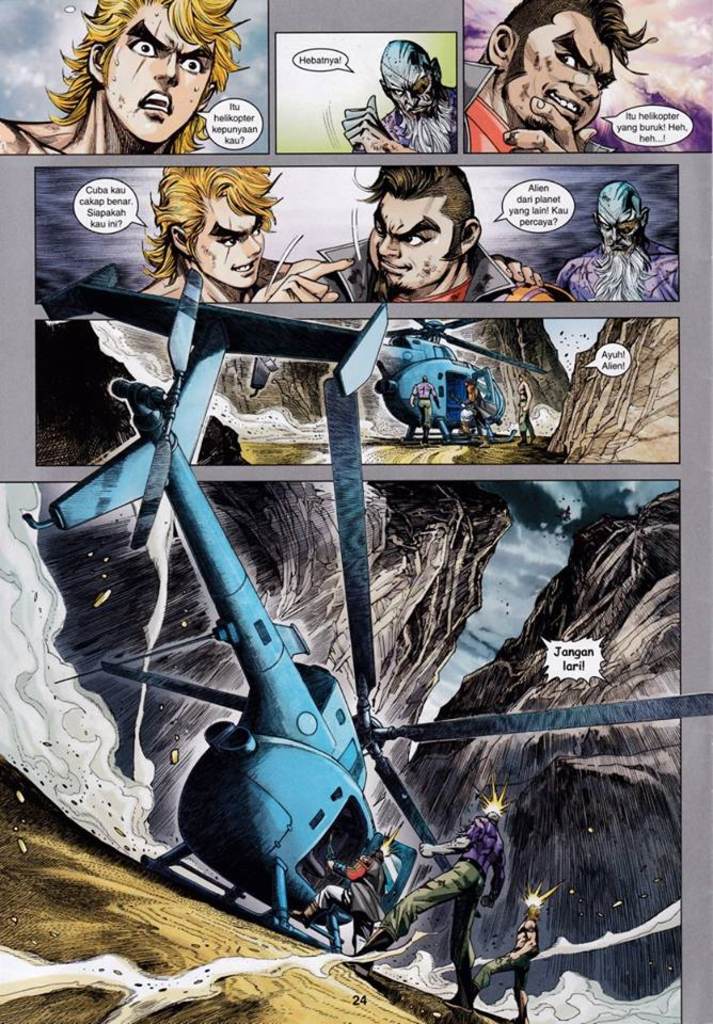 Itu
helikopter
kepunyaan
kau?
Hebatnya!
Itu helikopter
yang buruk! Heh,
heh...!
Cuba kau
cakap benar.
Siapakah
kau ini?
Alien
dari planet
yang lain! Kau
percaya?
Ayuh!
Alien!
Jangan
lari!
24